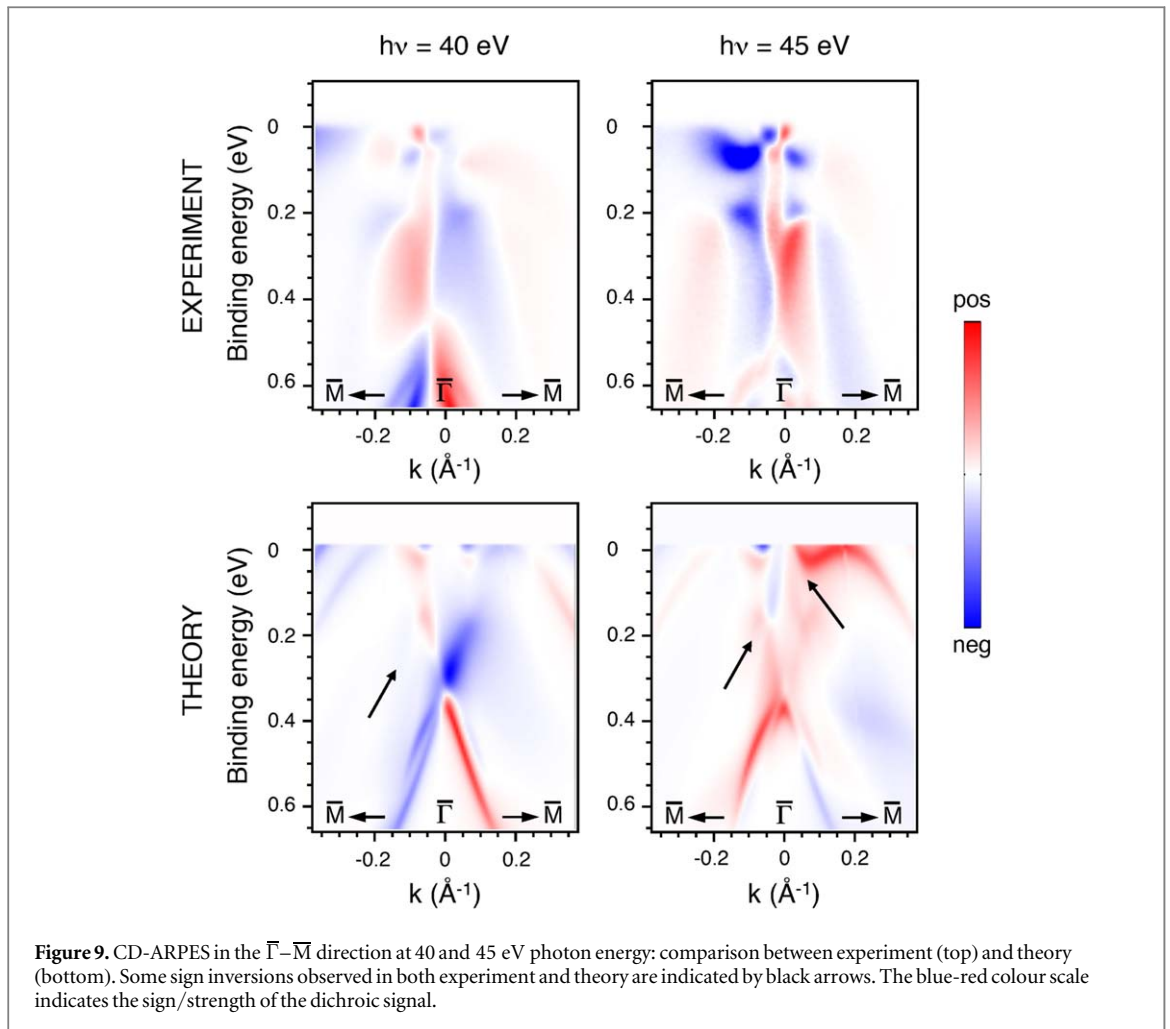 hν = 40 eV
hν = 45 eV
EXPERIMENT
Binding energy (eV)
0
0.2
0.4
0.6
M̅ ← Γ̅ → M̅
-0.2 0 0.2
k (Å⁻¹)
0
0.2
0.4
0.6
M̅ ← Γ̅ → M̅
-0.2 0 0.2
k (Å⁻¹)
pos
neg
THEORY
Binding energy (eV)
0
0.2
0.4
0.6
M̅ ← Γ̅ → M̅
-0.2 0 0.2
k (Å⁻¹)
0
0.2
0.4
0.6
M̅ ← Γ̅ → M̅
-0.2 0 0.2
k (Å⁻¹)
Figure 9. CD-ARPES in the Γ̅–M̅ direction at 40 and 45 eV photon energy: comparison between experiment (top) and theory
(bottom). Some sign inversions observed in both experiment and theory are indicated by black arrows. The blue-red colour scale
indicates the sign/strength of the dichroic signal.